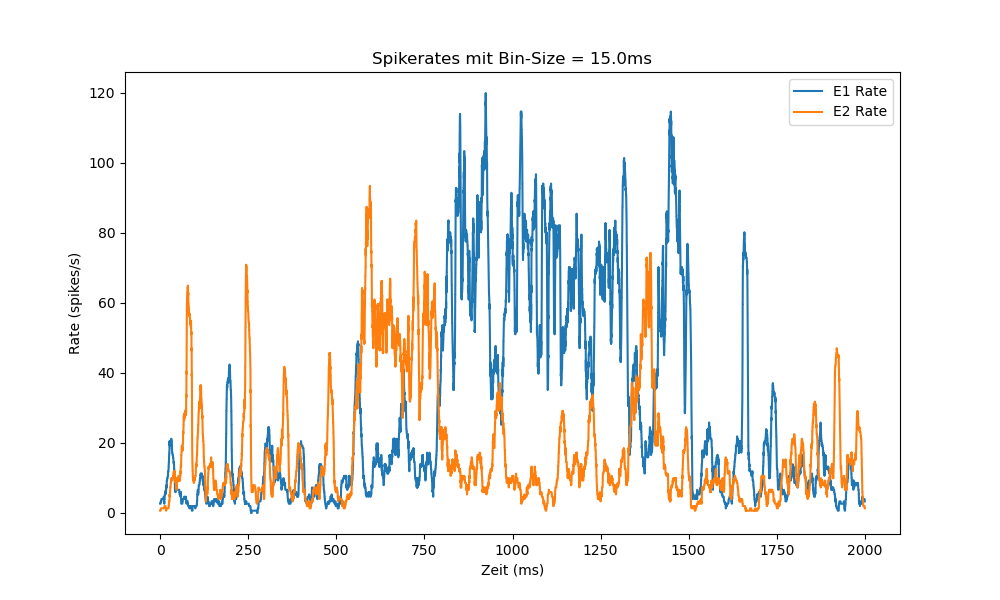 Spikerates mit Bin-Size = 15.0ms
E1 Rate
E2 Rate
120
100
80
60
40
20
0
Rate (spikes/s)
0 250 500 750 1000 1250 1500 1750 2000
Zeit (ms)